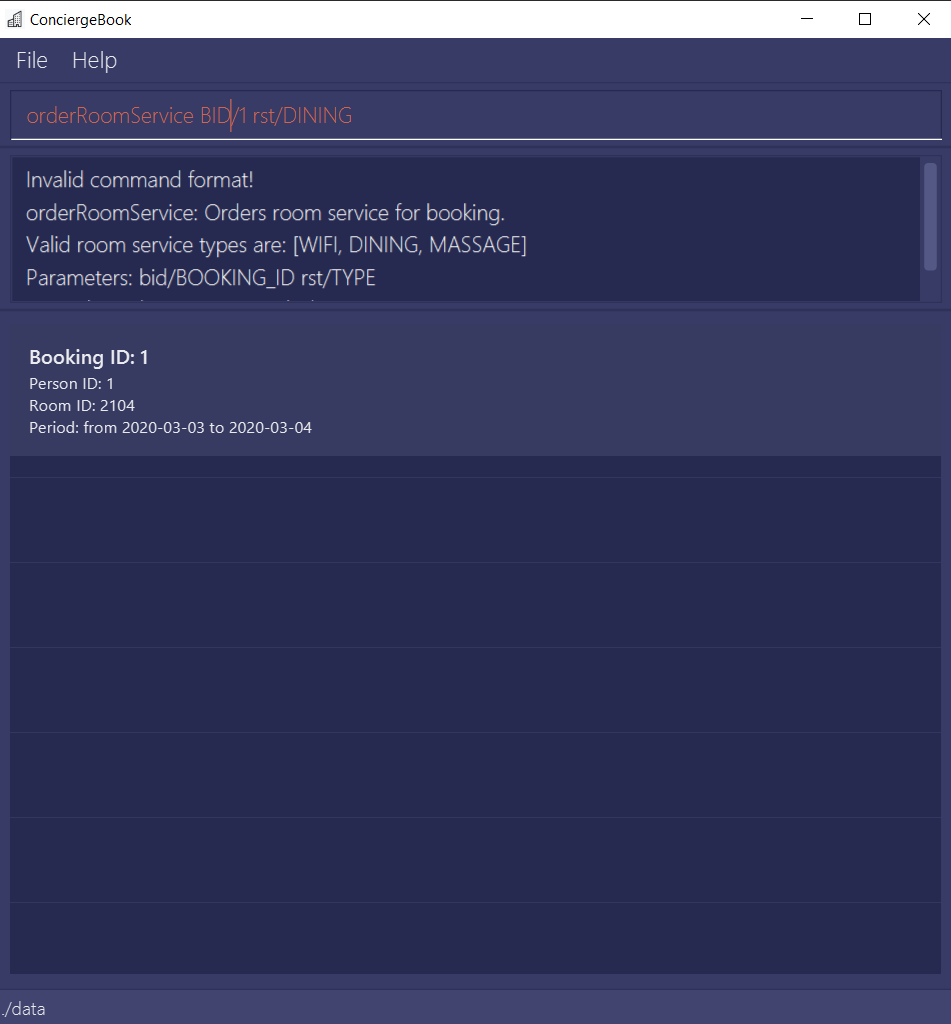 ConciergeBook
File Help
orderRoomService BID/1 rst/DINING
Invalid command format!
orderRoomService: Orders room service for booking.
Valid room service types are: [WIFI, DINING, MASSAGE]
Parameters: bid/BOOKING_ID rst/TYPE
Booking ID: 1
Person ID: 1
Room ID: 2104
Period: from 2020-03-03 to 2020-03-04
./data